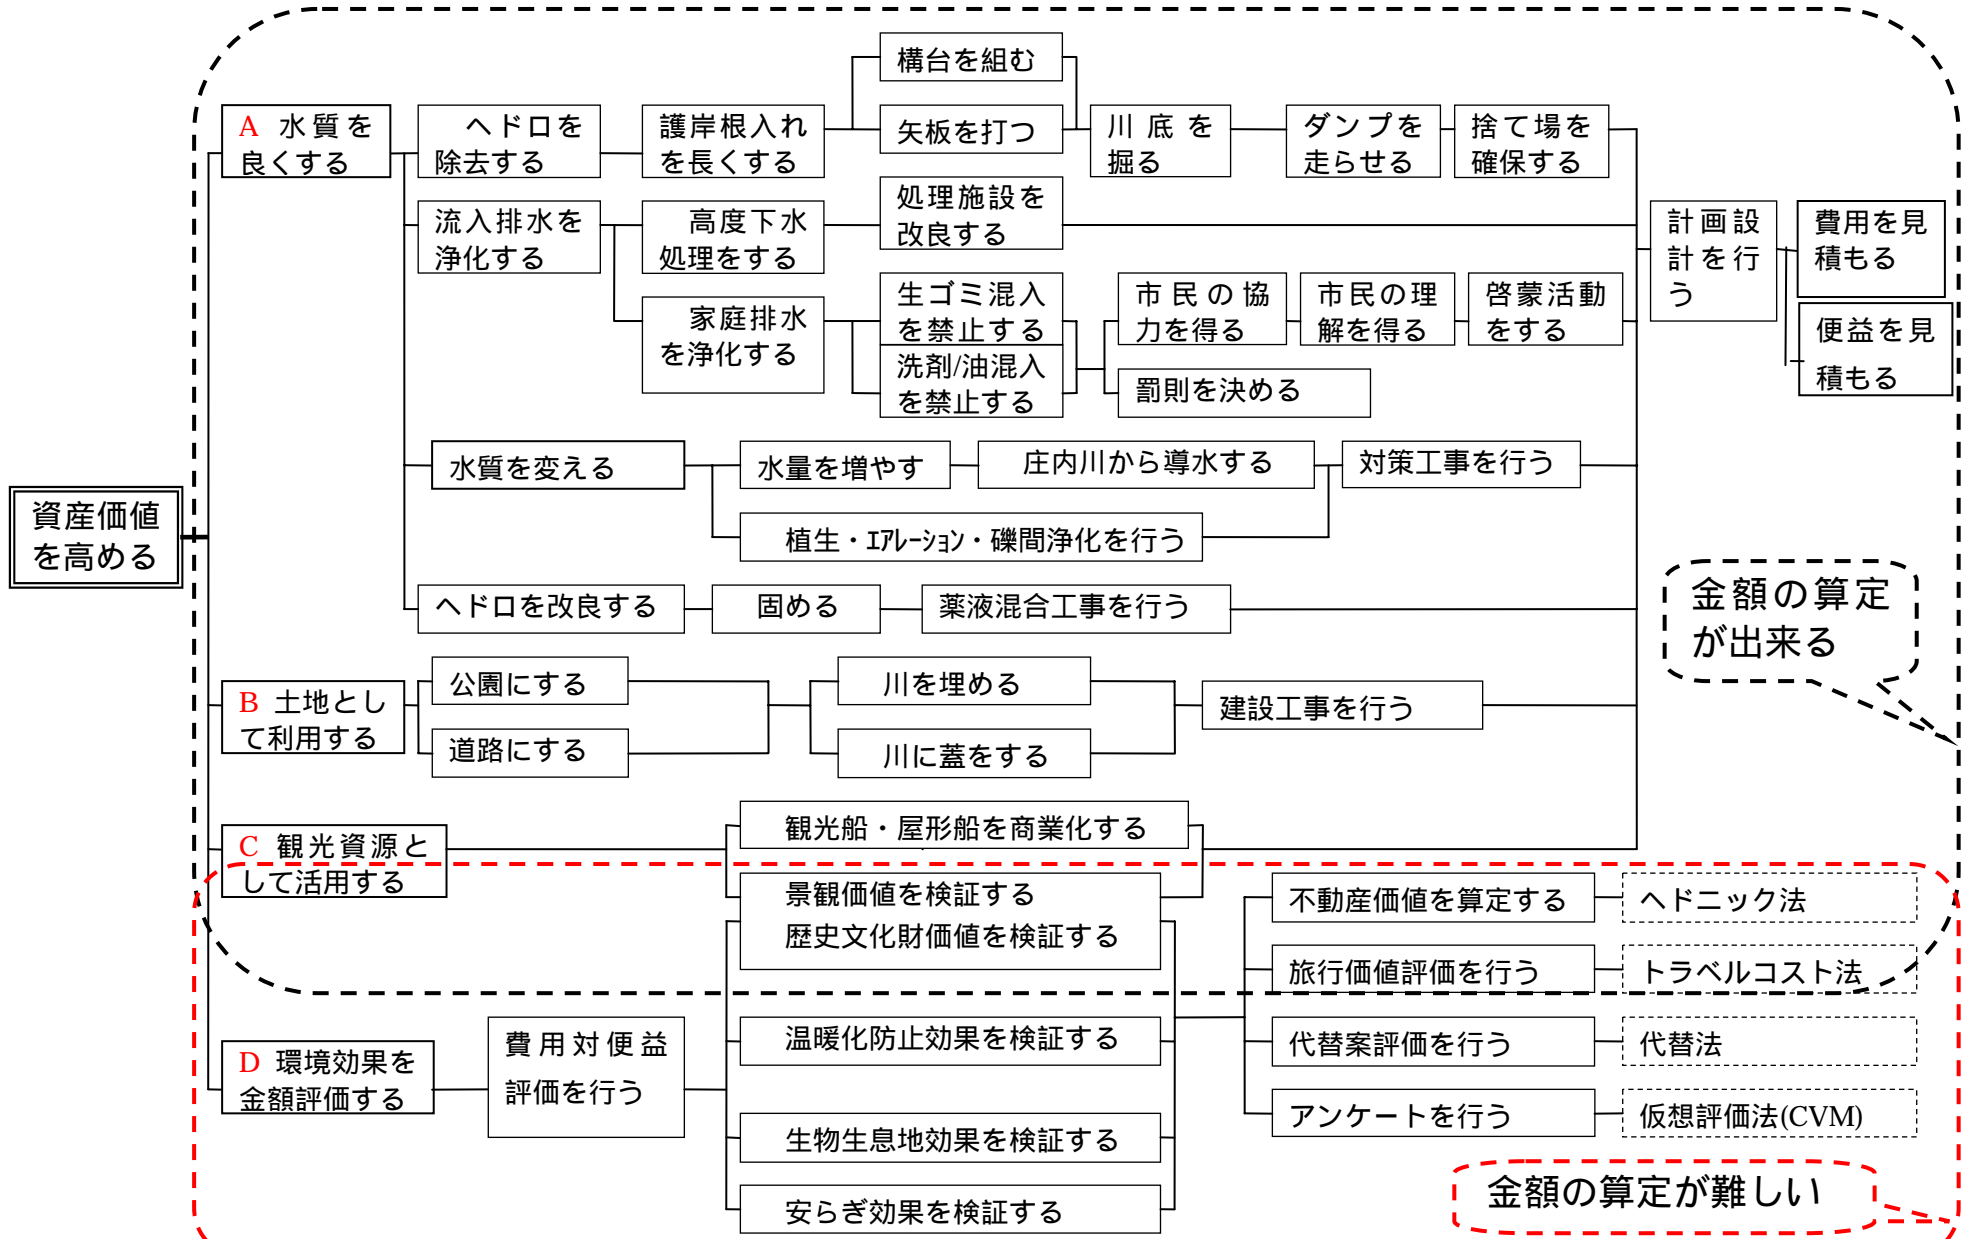 構台を組む
A 水質を
良くする
ヘドロを
除去する
護岸根入れ
を長くする
矢板を打つ
川底を
掘る
ダンプを
走らせる
捨て場を
確保する
流入排水を
浄化する
高度下水
処理をする
処理施設を
改良する
計画設
計を行
う
費用を見
積もる
便益を見
積もる
家庭排水
を浄化する
生ゴミ混入
を禁止する
洗剤/油混入
を禁止する
市民の協
力を得る
市民の理
解を得る
啓蒙活動
をする
罰則を決める
水質を変える
水量を増やす
庄内川から導水する
対策工事を行う
植生・エアレーション・礫間浄化を行う
資産価値
を高める
ヘドロを改良する
固める
薬液混合工事を行う
金額の算定
が出来る
B 土地とし
て利用する
公園にする
道路にする
川を埋める
川に蓋をする
建設工事を行う
C 観光資源と
して活用する
観光船・屋形船を商業化する
景観価値を検証する
歴史文化財価値を検証する
不動産価値を算定する
ヘドニック法
旅行価値評価を行う
トラベルコスト法
D 環境効果を
金額評価する
費用対便益
評価を行う
温暖化防止効果を検証する
代替案評価を行う
代替法
生物生息地効果を検証する
アンケートを行う
仮想評価法(CVM)
安らぎ効果を検証する
金額の算定が難しい